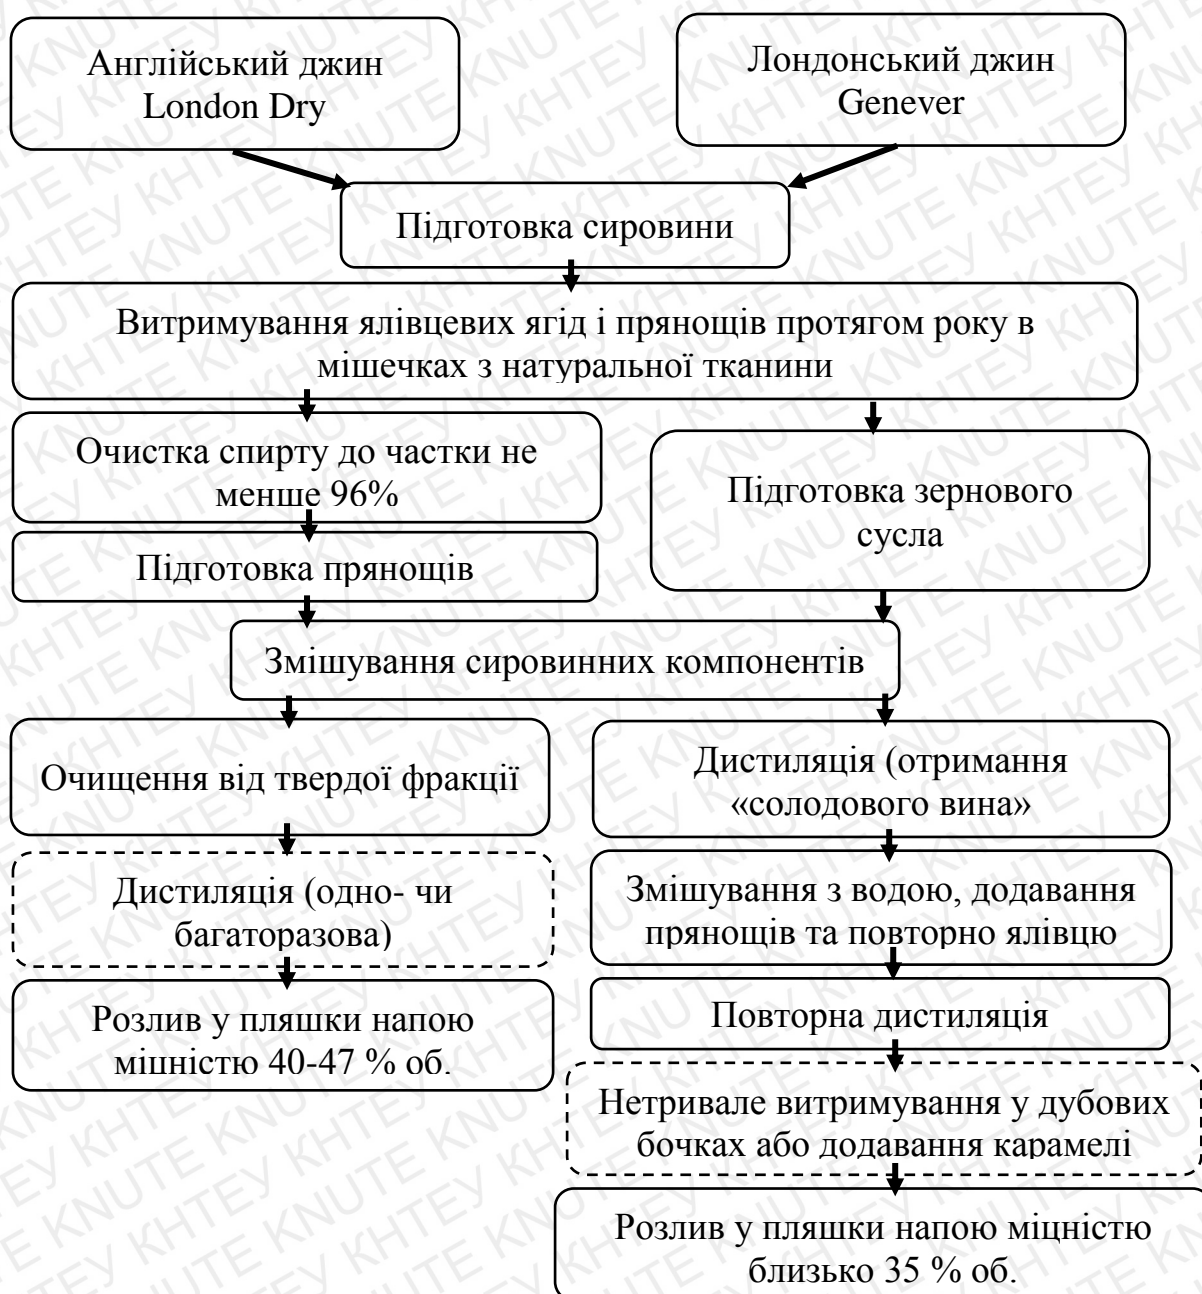 Англійський джин
London Dry
Лондонський джин
Genever
Підготовка сировини
Витримування ялівцевих ягід і прянощів протягом року в
мішечках з натуральної тканини
Очистка спирту до частки не
менше 96%
Підготовка зернового
сусла
Підготовка прянощів
Змішування сировинних компонентів
Очищення від твердої фракції
Дистиляція (отримання
«солодового вина»
Дистиляція (одно- чи
багаторазова)
Змішування з водою, додавання
прянощів та повторно ялівцю
Розлив у пляшки напою
міцністю 40-47 % об.
Повторна дистиляція
Нетривале витримування у дубових
бочках або додавання карамелі
Розлив у пляшки напою міцністю
близько 35 % об.